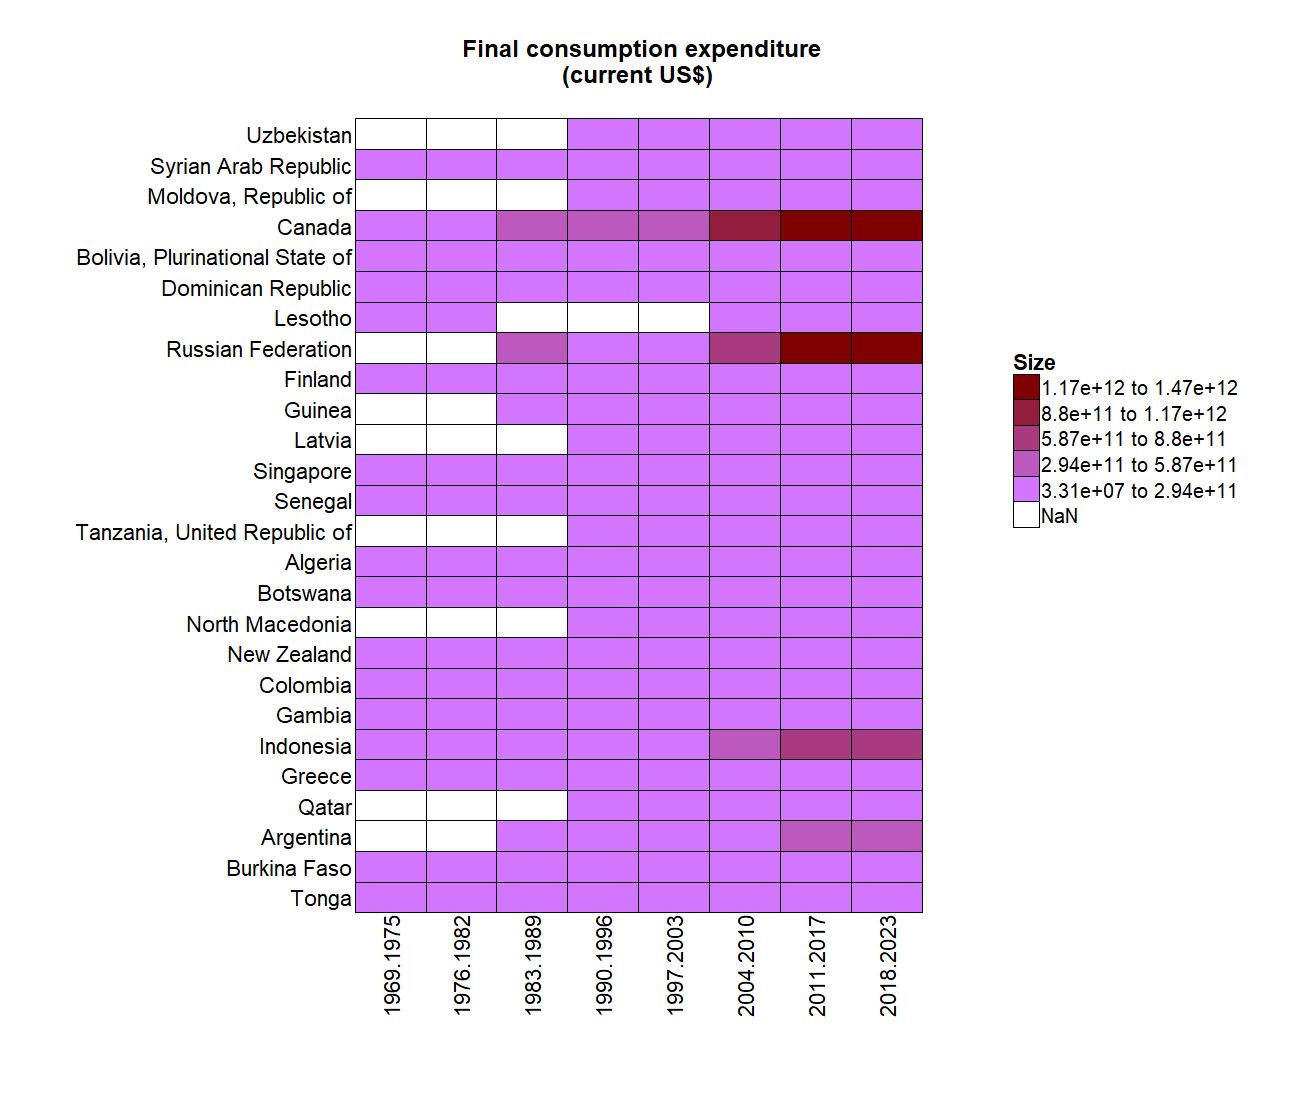 Final consumption expenditure
(current US$)
Uzbekistan
Syrian Arab Republic
Moldova, Republic of
Canada
Bolivia, Plurinational State of
Dominican Republic
Lesotho
Russian Federation
Finland
Guinea
Latvia
Singapore
Senegal
Tanzania, United Republic of
Algeria
Botswana
North Macedonia
New Zealand
Colombia
Gambia
Indonesia
Greece
Qatar
Argentina
Burkina Faso
Tonga
1969.1975
1976.1982
1983.1989
1990.1996
1997.2003
2004.2010
2011.2017
2018.2023
Size
1.17e+12 to 1.47e+12
8.8e+11 to 1.17e+12
5.87e+11 to 8.8e+11
2.94e+11 to 5.87e+11
3.31e+07 to 2.94e+11
NaN